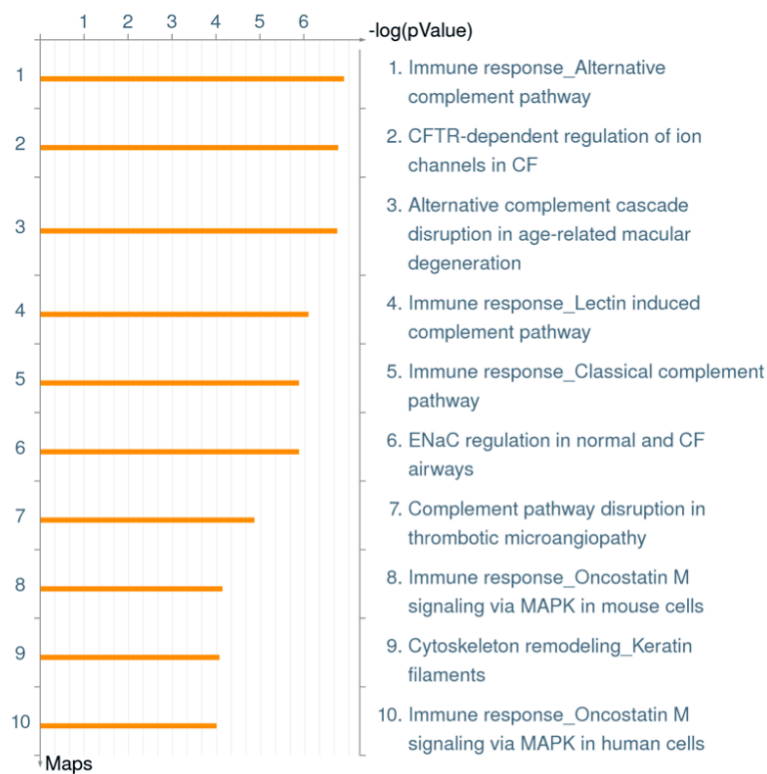 1 2 3 4 5 6
-log(pValue)
1
1. Immune response_Alternative
complement pathway
2
2. CFTR-dependent regulation of ion
channels in CF
3
3. Alternative complement cascade
disruption in age-related macular
degeneration
4
4. Immune response_Lectin induced
complement pathway
5
5. Immune response_Classical complement
pathway
6
6. ENaC regulation in normal and CF
airways
7
7. Complement pathway disruption in
thrombotic microangiopathy
8
8. Immune response_Oncostatin M
signaling via MAPK in mouse cells
9
9. Cytoskeleton remodeling_Keratin
filaments
10
10. Immune response_Oncostatin M
signaling via MAPK in human cells
Maps